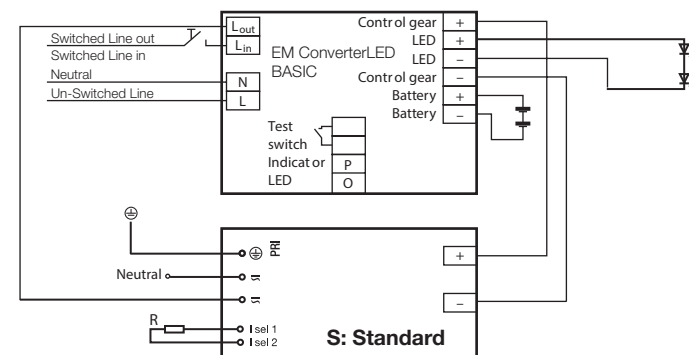 Switched Line out
Switched Line in
Neutral
Un-Switched Line
Lout
Lin
N
L
EM ConverterLED
BASIC
Control gear +
LED +
LED –
Control gear –
Battery +
Battery –
Test
switch
Indicator P
LED O
PRI
Neutral
R
I sel 1
I sel 2
+
–
S: Standard